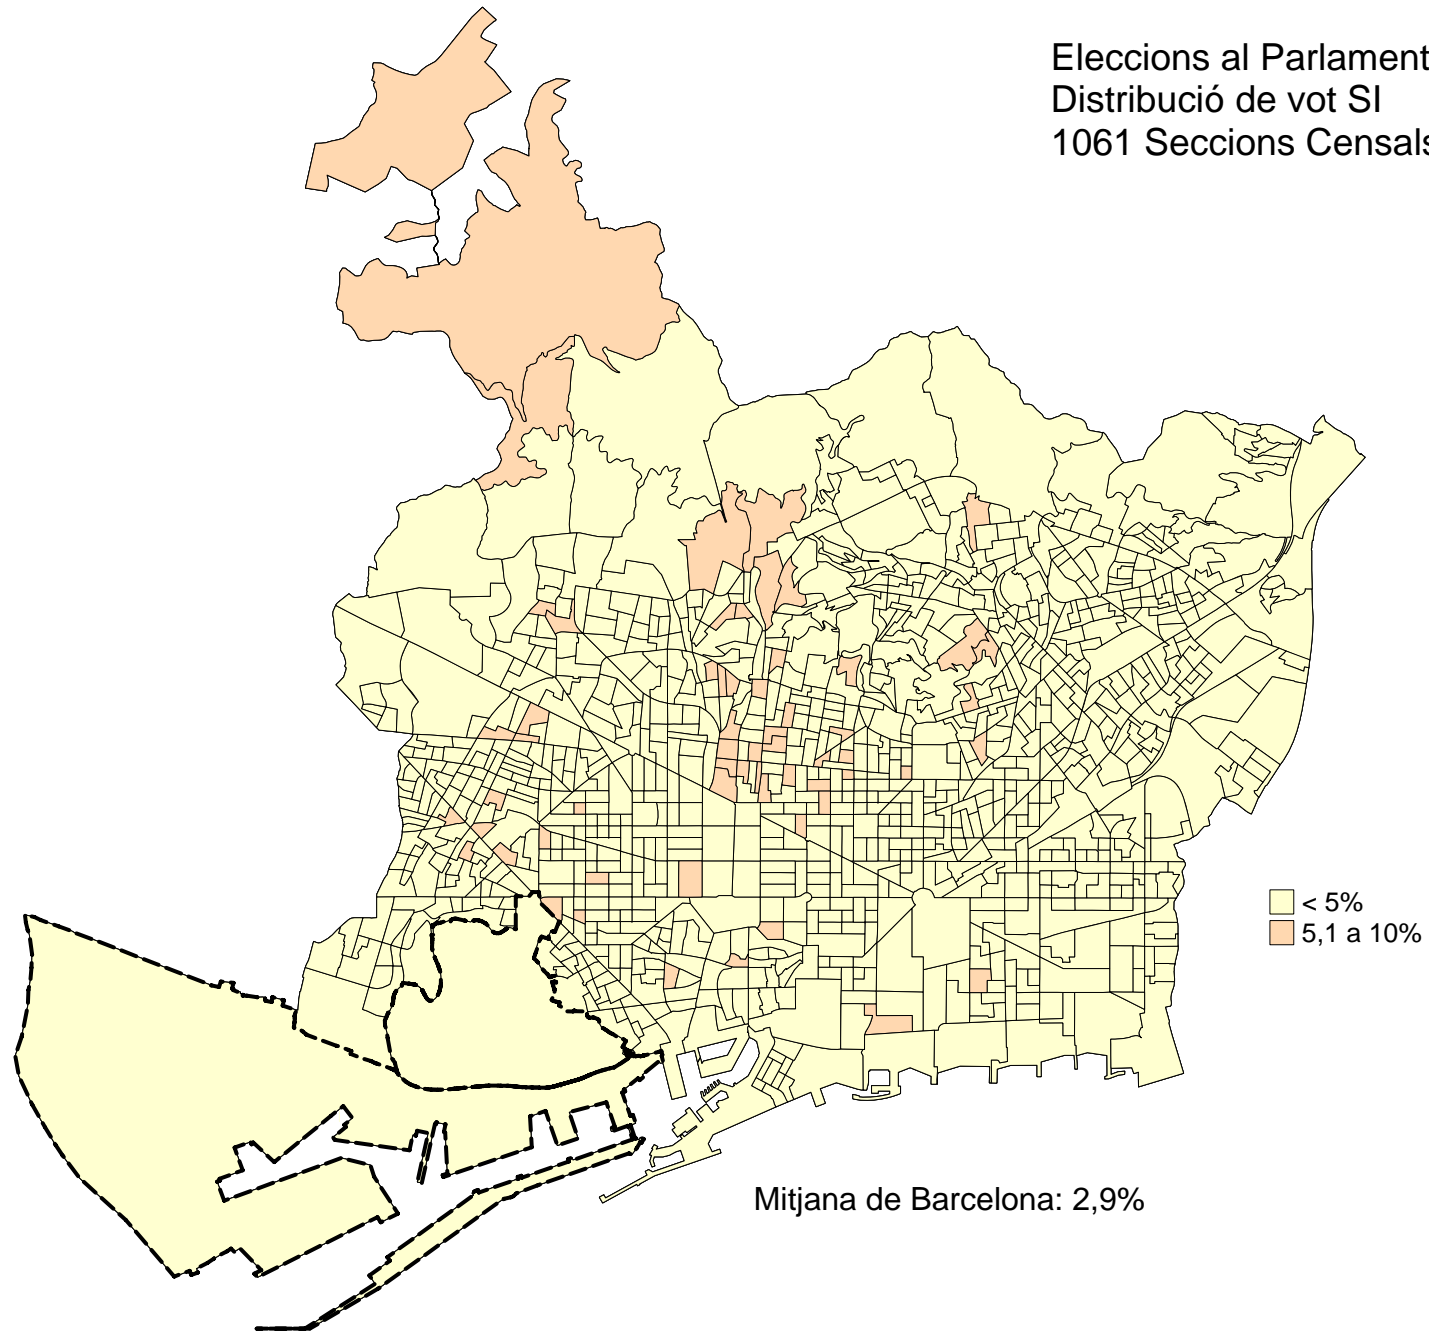 Eleccions al Parlament
Distribució de vot SI
1061 Seccions Censals
< 5%
5,1 a 10%
Mitjana de Barcelona: 2,9%